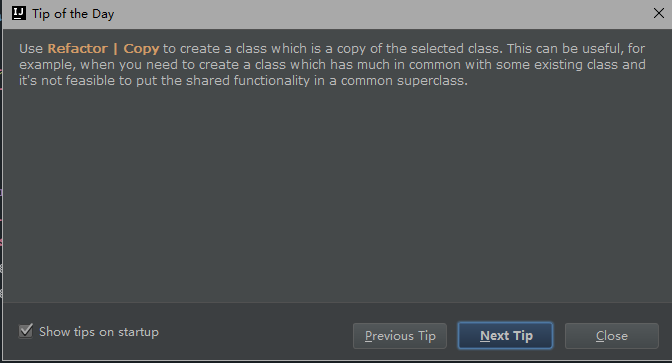 IJ Tip of the Day
Use Refactor | Copy to create a class which is a copy of the selected class. This can be useful, for
example, when you need to create a class which has much in common with some existing class and
it's not feasible to put the shared functionality in a common superclass.
Show tips on startup
Previous Tip
Next Tip
Close